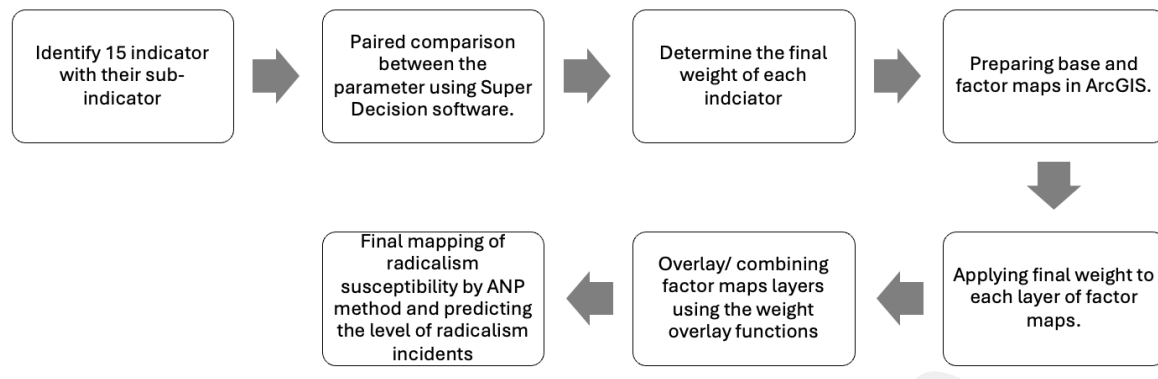 Identify 15 indicator
with their sub-
indicator
Paired comparison
between the
parameter using Super
Decision software.
Determine the final
weight of each
indciator
Preparing base and
factor maps in ArcGIS.
Applying final weight to
each layer of factor
maps.
Overlay/ combining
factor maps layers
using the weight
overlay functions
Final mapping of
radicalism
susceptibility by ANP
method and predicting
the level of radicalism
incidents